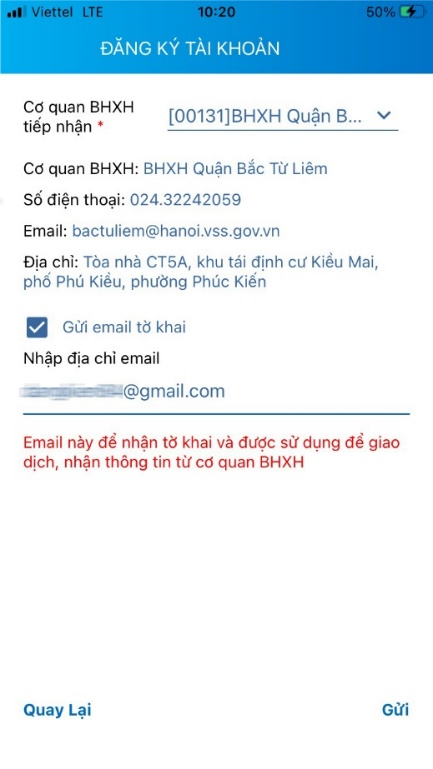 Viettel LTE 10:20 50%
ĐĂNG KÝ TÀI KHOẢN
Cơ quan BHXH
tiếp nhận * [00131]BHXH Quận B...
Cơ quan BHXH: BHXH Quận Bắc Từ Liêm
Số điện thoại: 024.32242059
Email: bactuliem@hanoi.vss.gov.vn
Địa chỉ: Tòa nhà CT5A, khu tái định cư Kiều Mai,
phố Phú Kiều, phường Phúc Kiến
Gửi email tờ khai
Nhập địa chỉ email
@gmail.com
Email này để nhận tờ khai và được sử dụng để giao
dịch, nhận thông tin từ cơ quan BHXH
Quay Lại Gửi